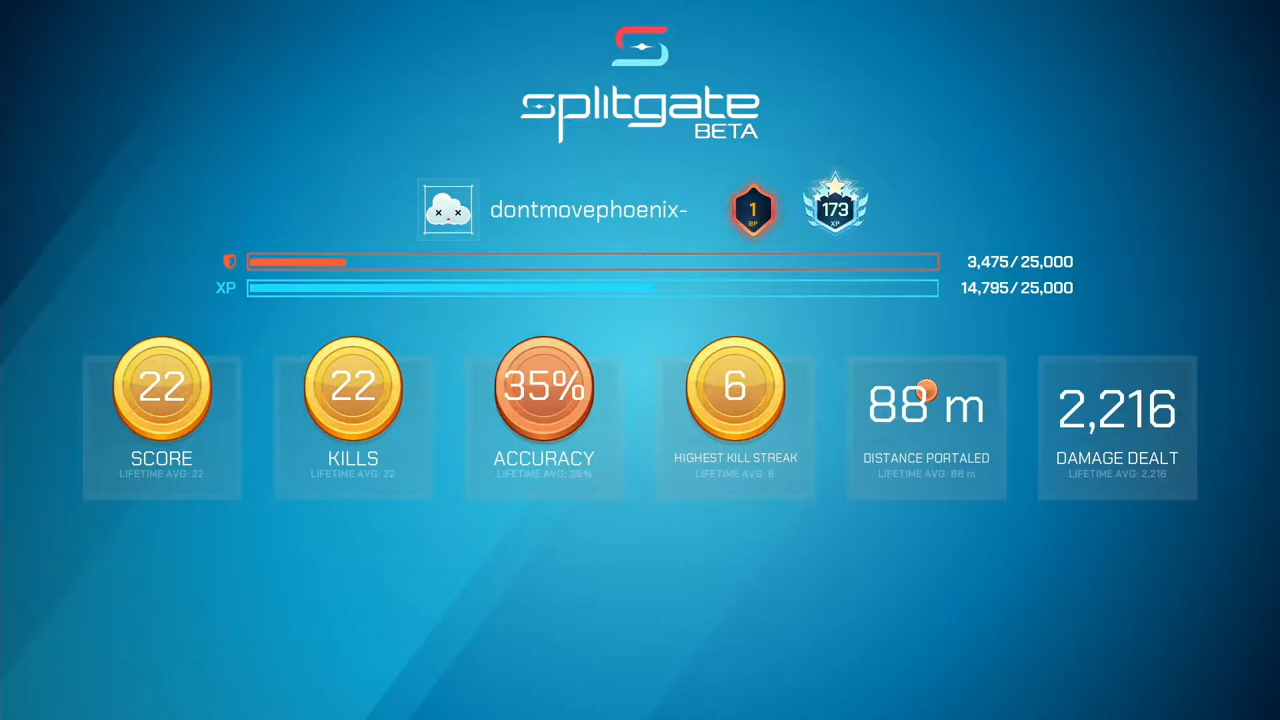 splitgate
BETA
dontmovephoenix-
1
BP
173
XP
3,475/25,000
XP
14,795/25,000
22
SCORE
LIFETIME AVG: 22
22
KILLS
LIFETIME AVG: 22
35%
ACCURACY
LIFETIME AVG: 35%
6
HIGHEST KILL STREAK
LIFETIME AVG: 6
88 m
DISTANCE PORTALED
LIFETIME AVG: 88 m
2,216
DAMAGE DEALT
LIFETIME AVG: 2,216